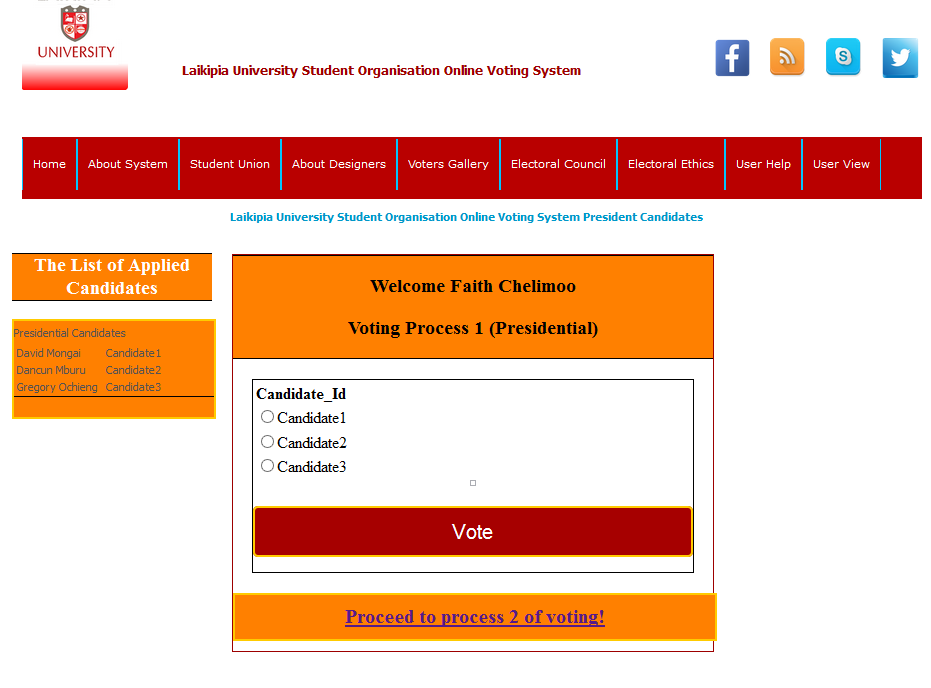 UNIVERSITY
Laikipia University Student Organisation Online Voting System
Home About System Student Union About Designers Voters Gallery Electoral Council Electoral Ethics User Help User View
Laikipia University Student Organisation Online Voting System President Candidates
The List of Applied
Candidates
Presidential Candidates
David Mongai Candidate1
Dancun Mburu Candidate2
Gregory Ochieng Candidate3
Welcome Faith Chelimoo
Voting Process 1 (Presidential)
Candidate_Id
Candidate1
Candidate2
Candidate3
Vote
Proceed to process 2 of voting!